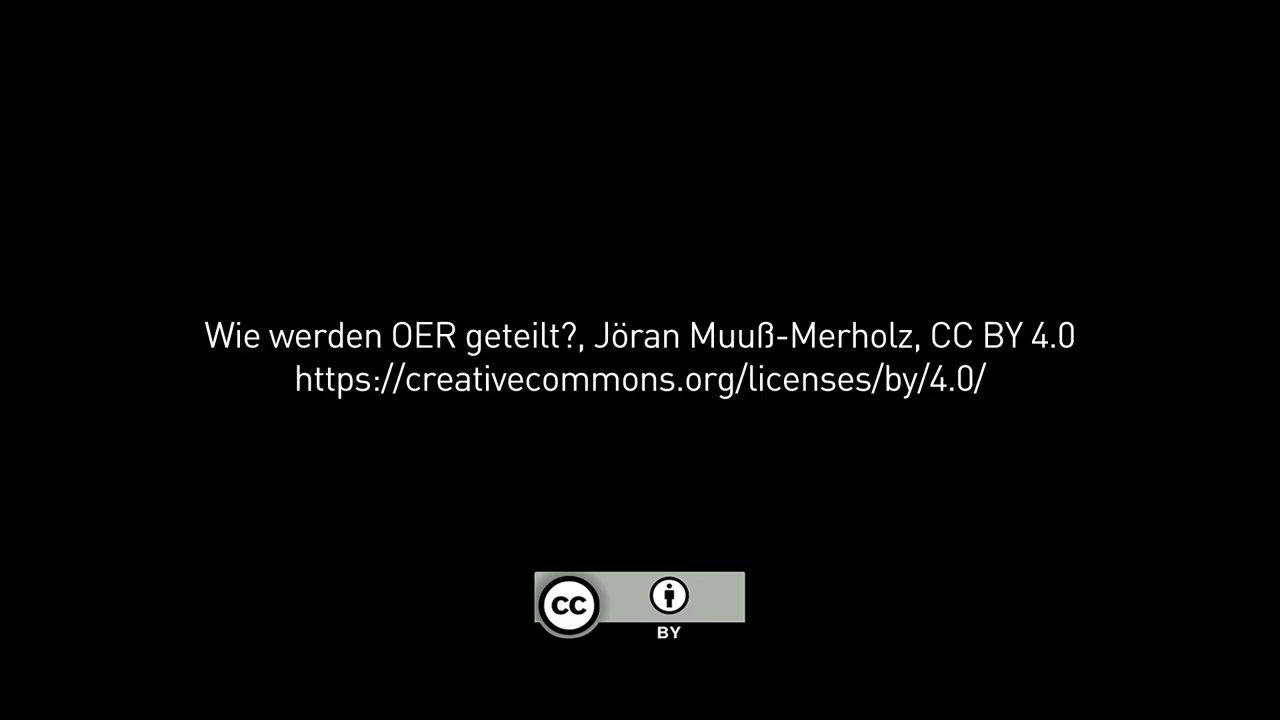 Wie werden OER geteilt?, Jöran Muuß-Merholz, CC BY 4.0
https://creativecommons.org/licenses/by/4.0/
cc
BY